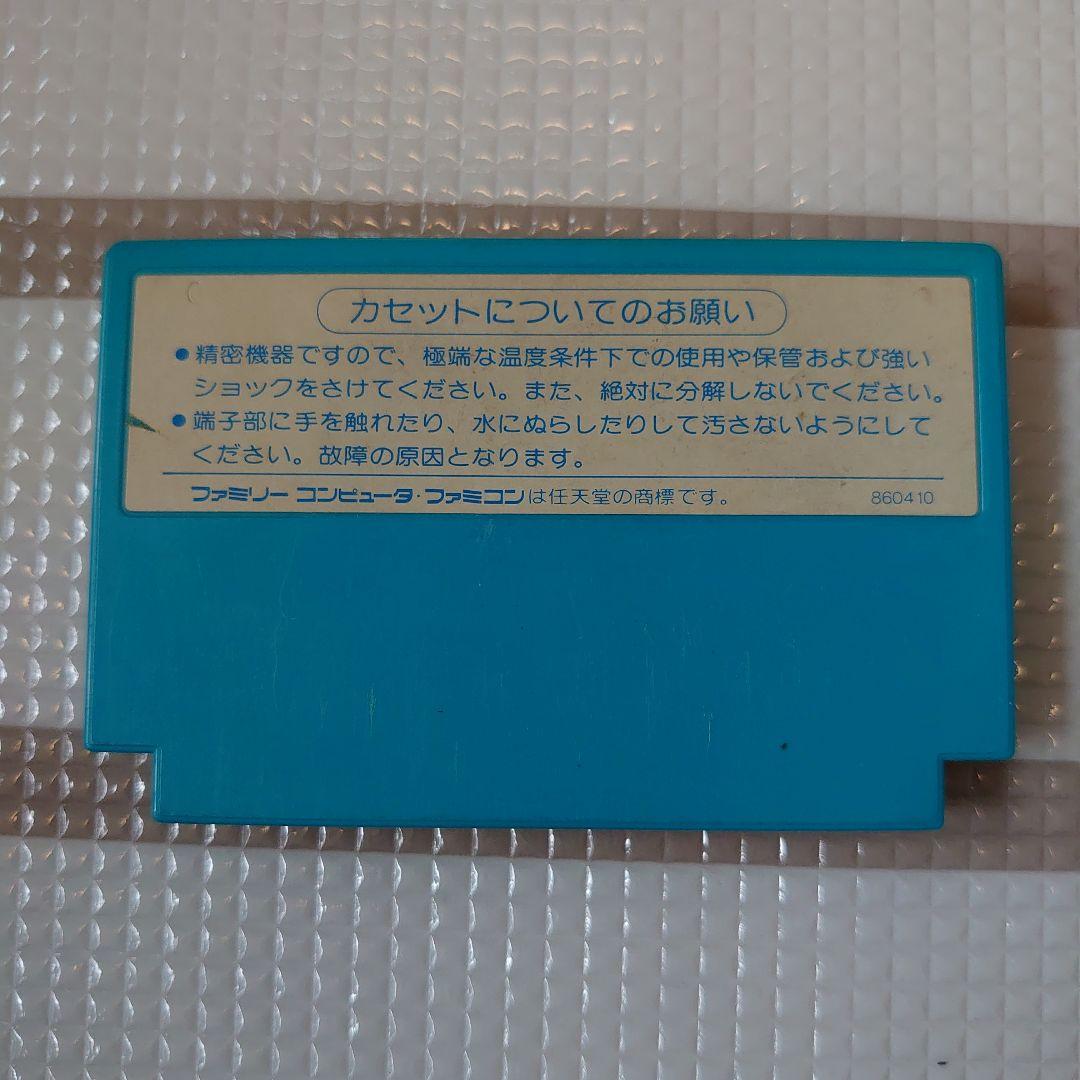 カセットについてのお願い
●精密機器ですので、極端な温度条件下での使用や保管および強い
ショックをさけてください。また、絶対に分解しないでください。
●端子部に手を触れたり、水にぬらしたりして汚さないようにして
ください。故障の原因となります。
ファミリー コンピュータ・ファミコンは任天堂の商標です。 860410